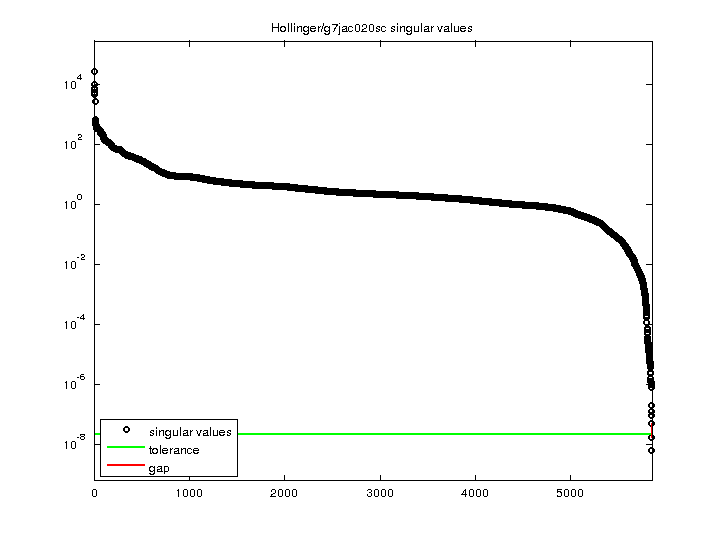 Hollinger/g7jac020sc singular values
10^4
10^2
10^0
10^-2
10^-4
10^-6
10^-8
singular values
tolerance
gap
0 1000 2000 3000 4000 5000